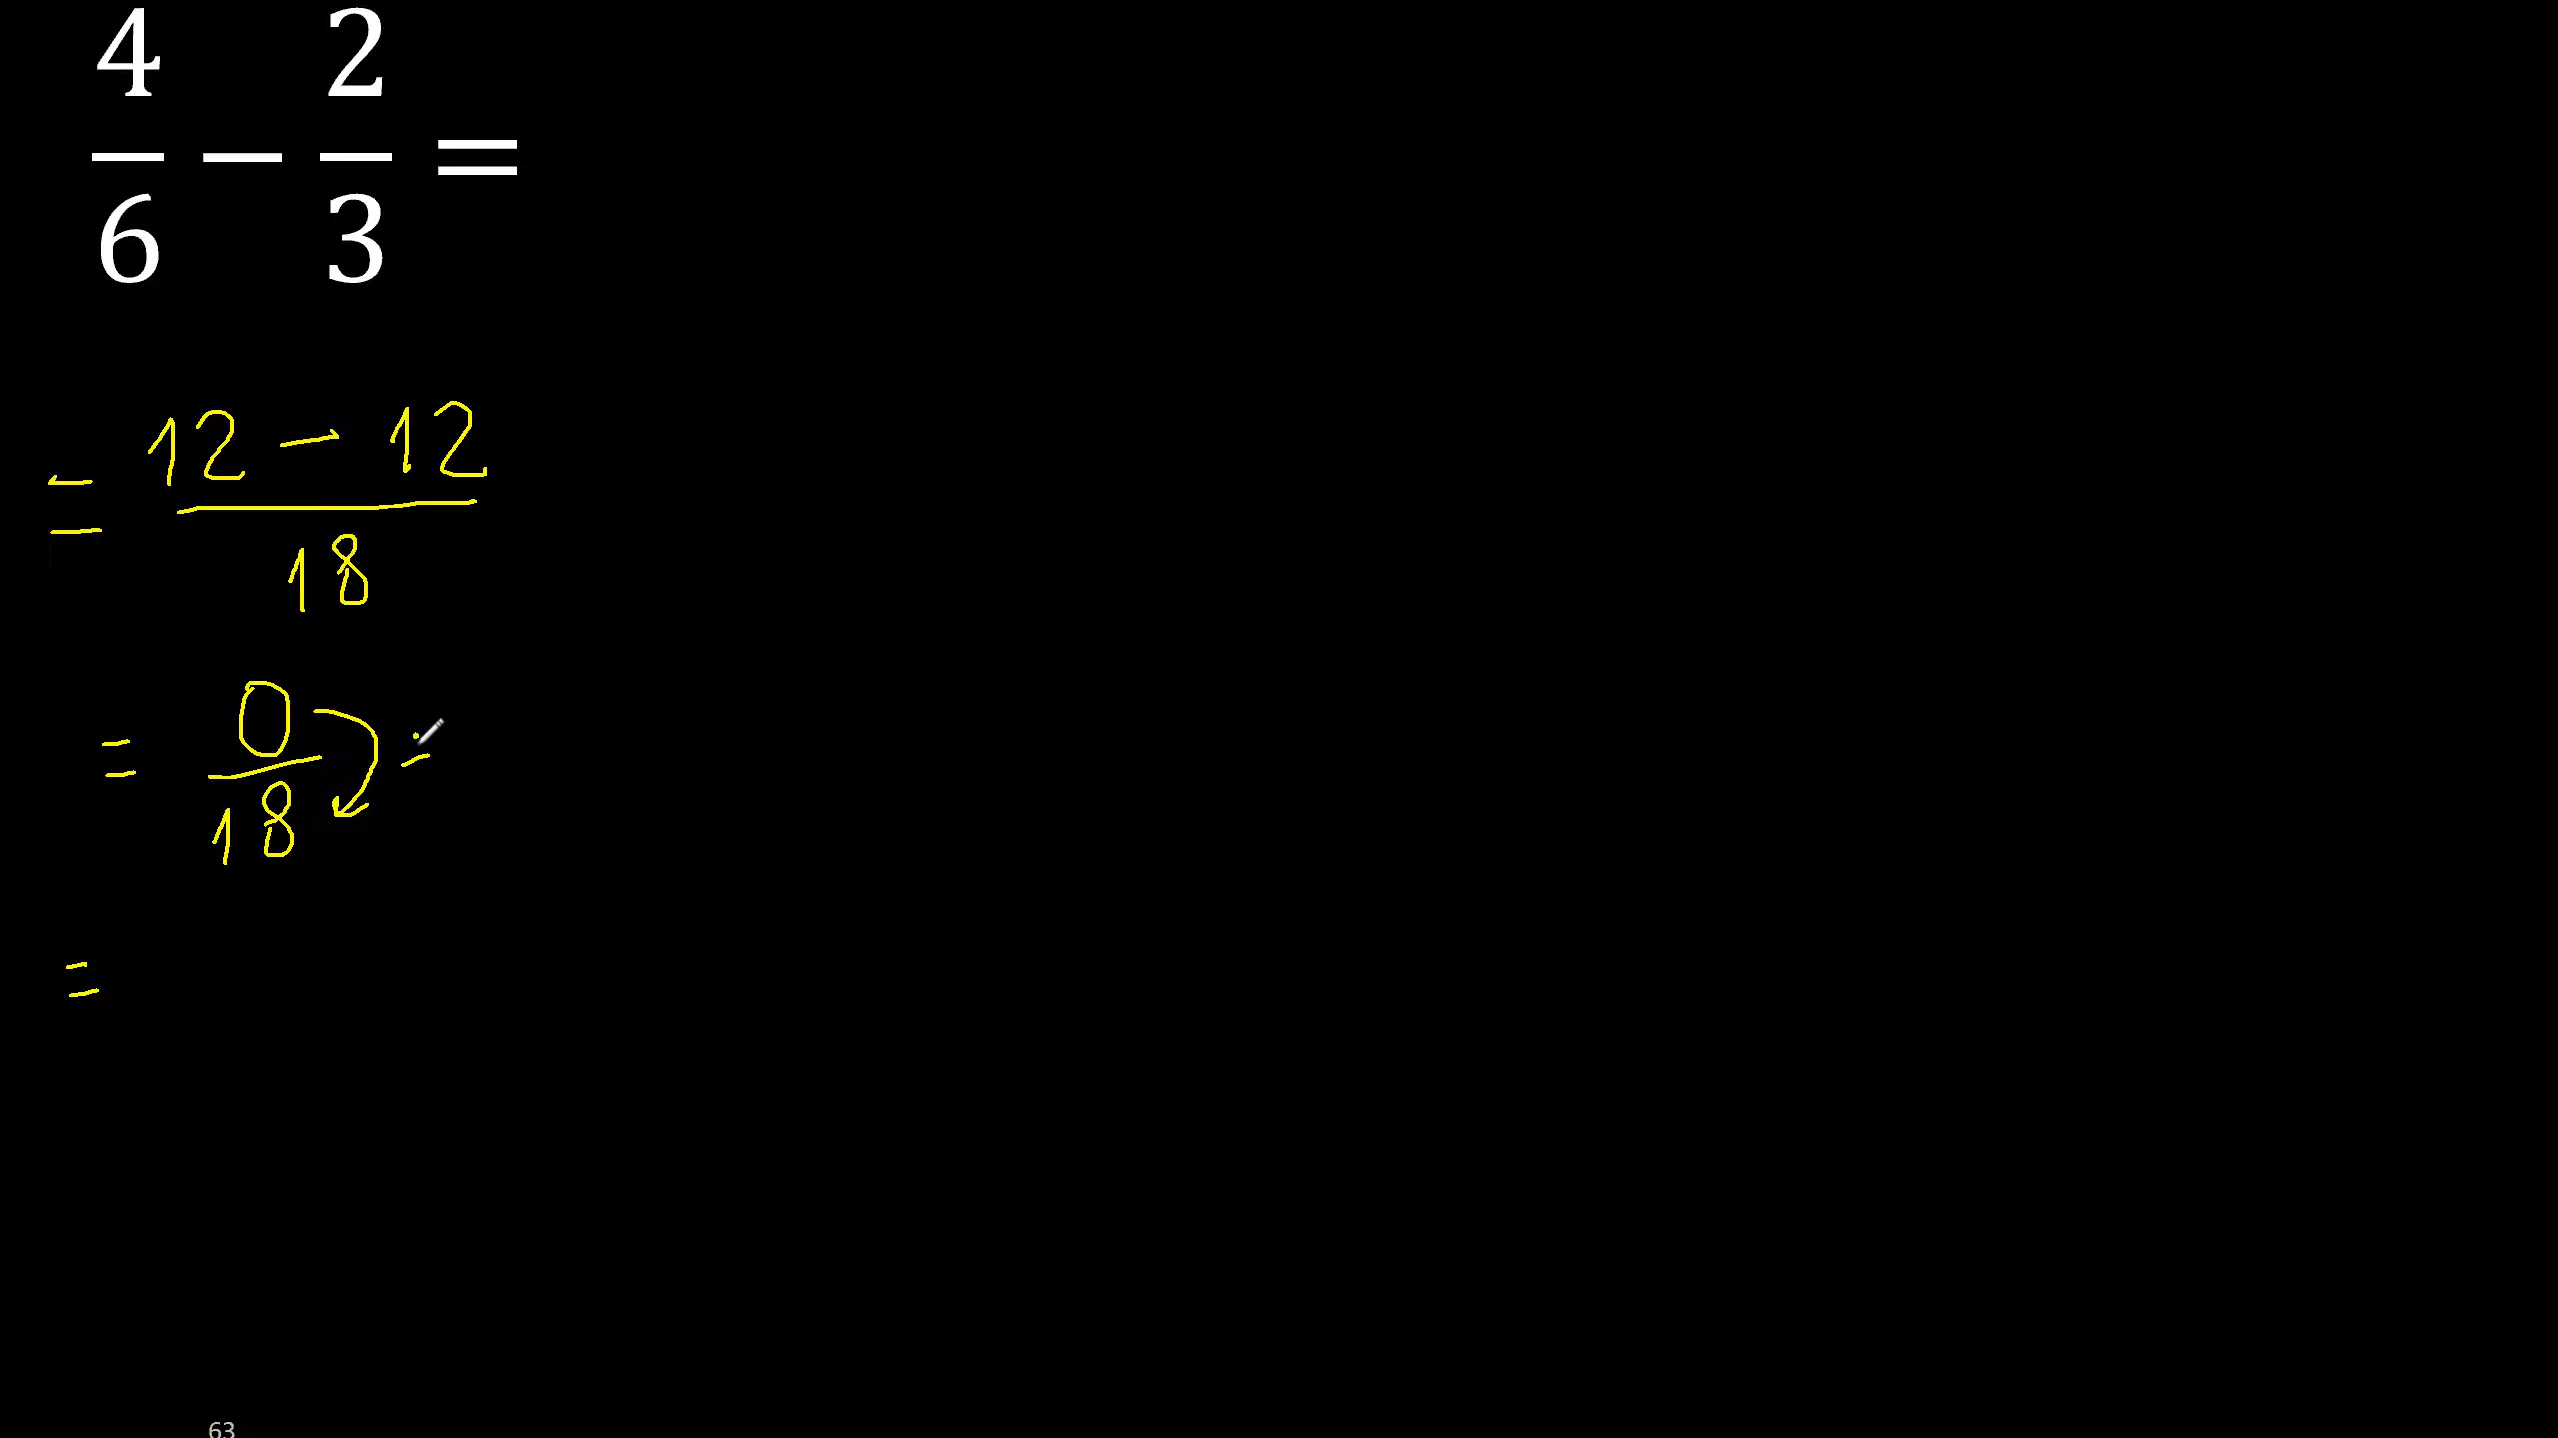 4/6 − 2/3 =
= 12 − 12 / 18
= 0/18 ÷
=
63